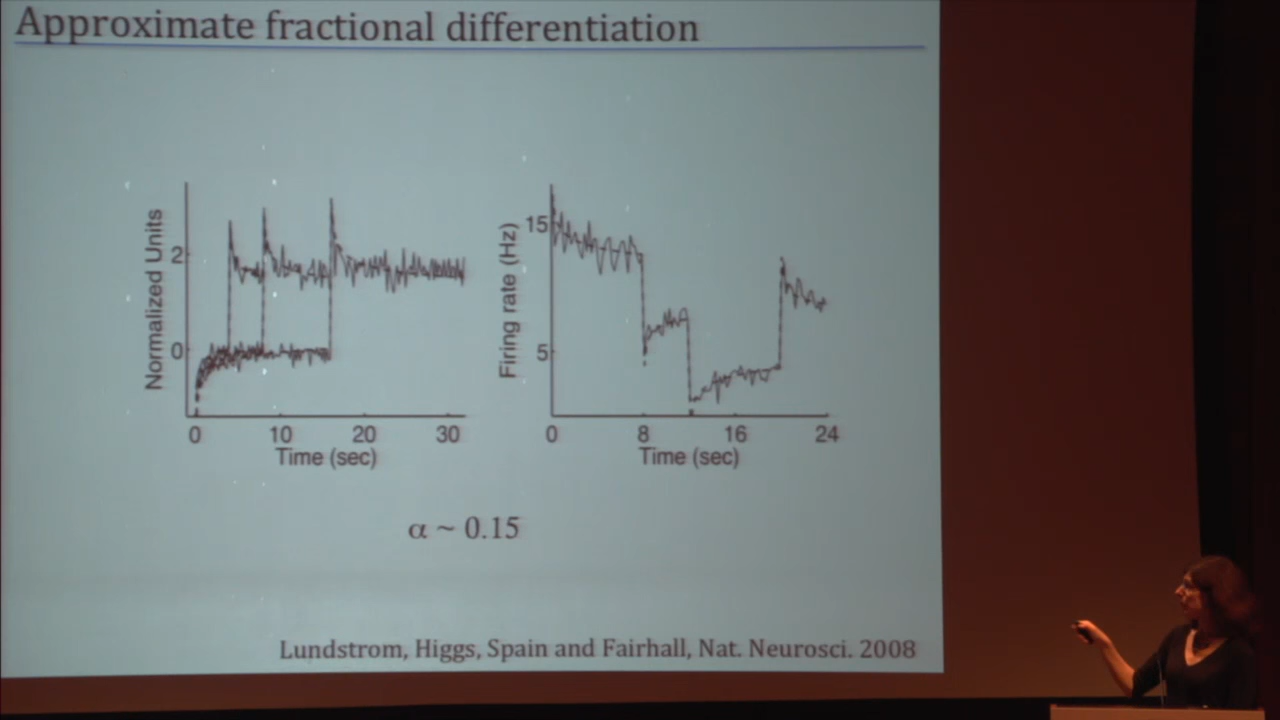 Approximate fractional differentiation
Normalized Units
2
0
0 10 20 30
Time (sec)
Firing rate (Hz)
15
5
0 8 16 24
Time (sec)
α ~ 0.15
Lundstrom, Higgs, Spain and Fairhall, Nat. Neurosci. 2008